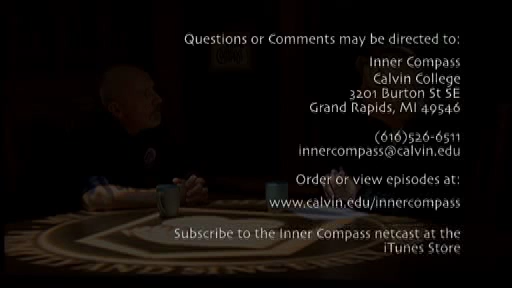 Questions or Comments may be directed to:
Inner Compass
Calvin College
3201 Burton St SE
Grand Rapids, MI 49546
(616)526-6511
innercompass@calvin.edu
Order or view episodes at:
www.calvin.edu/innercompass
Subscribe to the Inner Compass netcast at the
iTunes Store